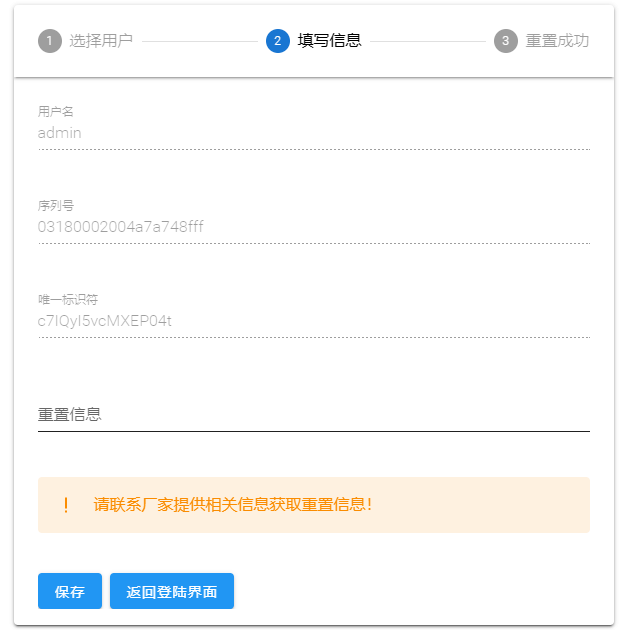 1 选择用户 2 填写信息 3 重置成功
用户名
admin
序列号
03180002004a7a748fff
唯一标识符
c7IQyI5vcMXEP04t
重置信息
! 请联系厂家提供相关信息获取重置信息!
保存 返回登陆界面